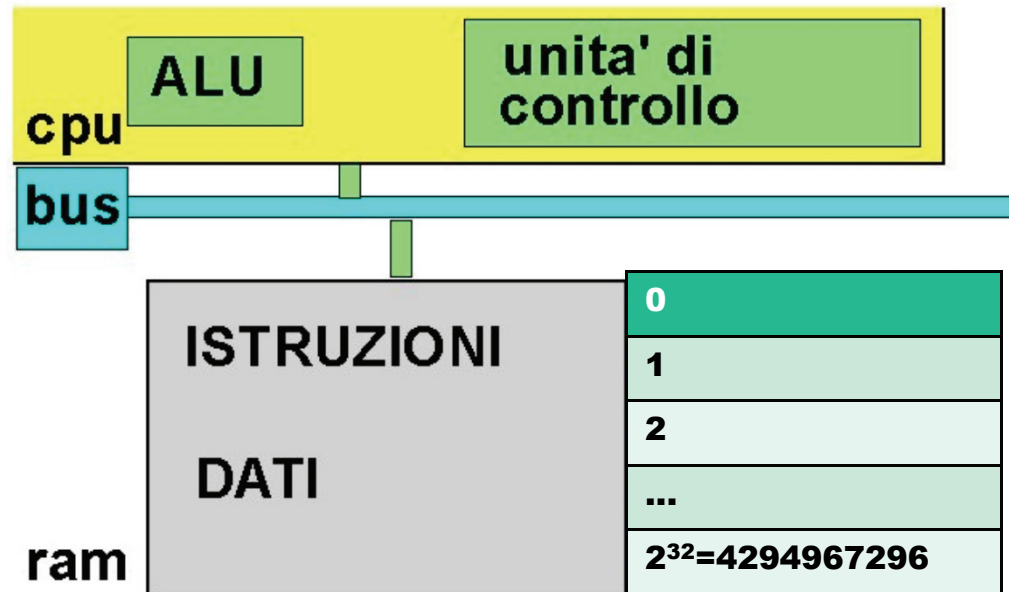 ALU
unita' di
controllo
cpu
bus
ISTRUZIONI
DATI
ram
0
1
2
...
2³²=4294967296